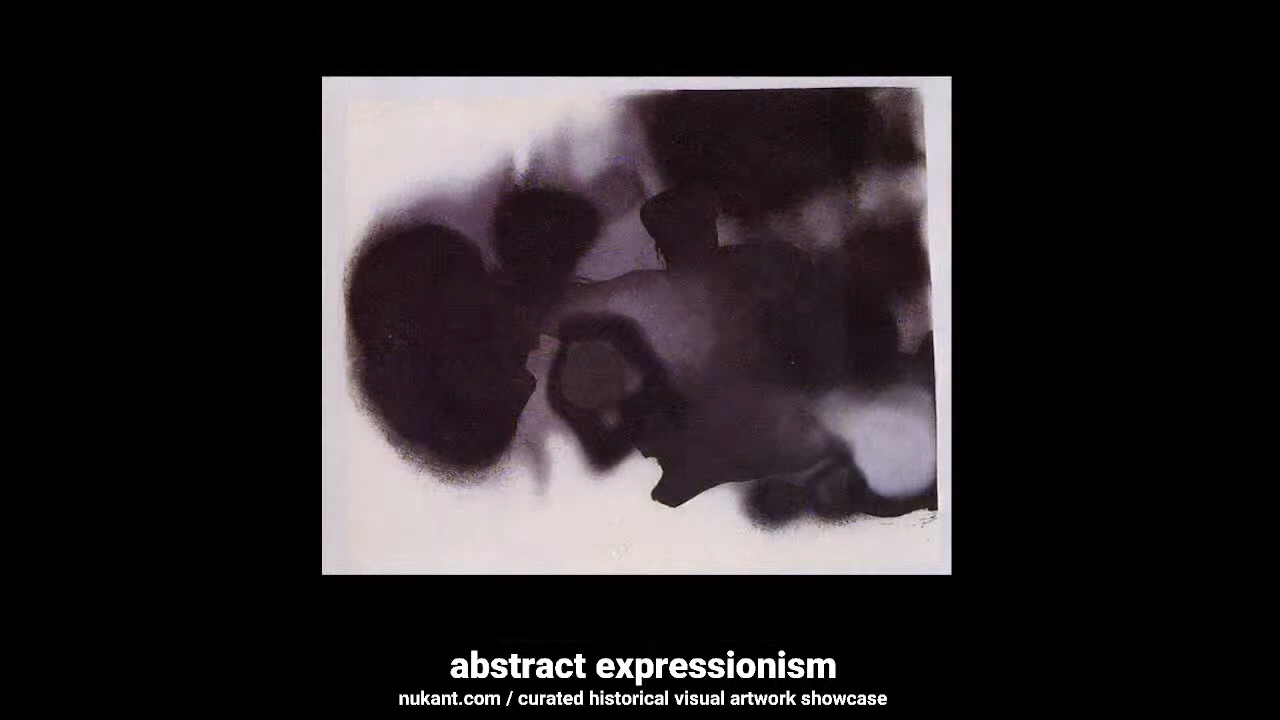 abstract expressionism
nukant.com / curated historical visual artwork showcase